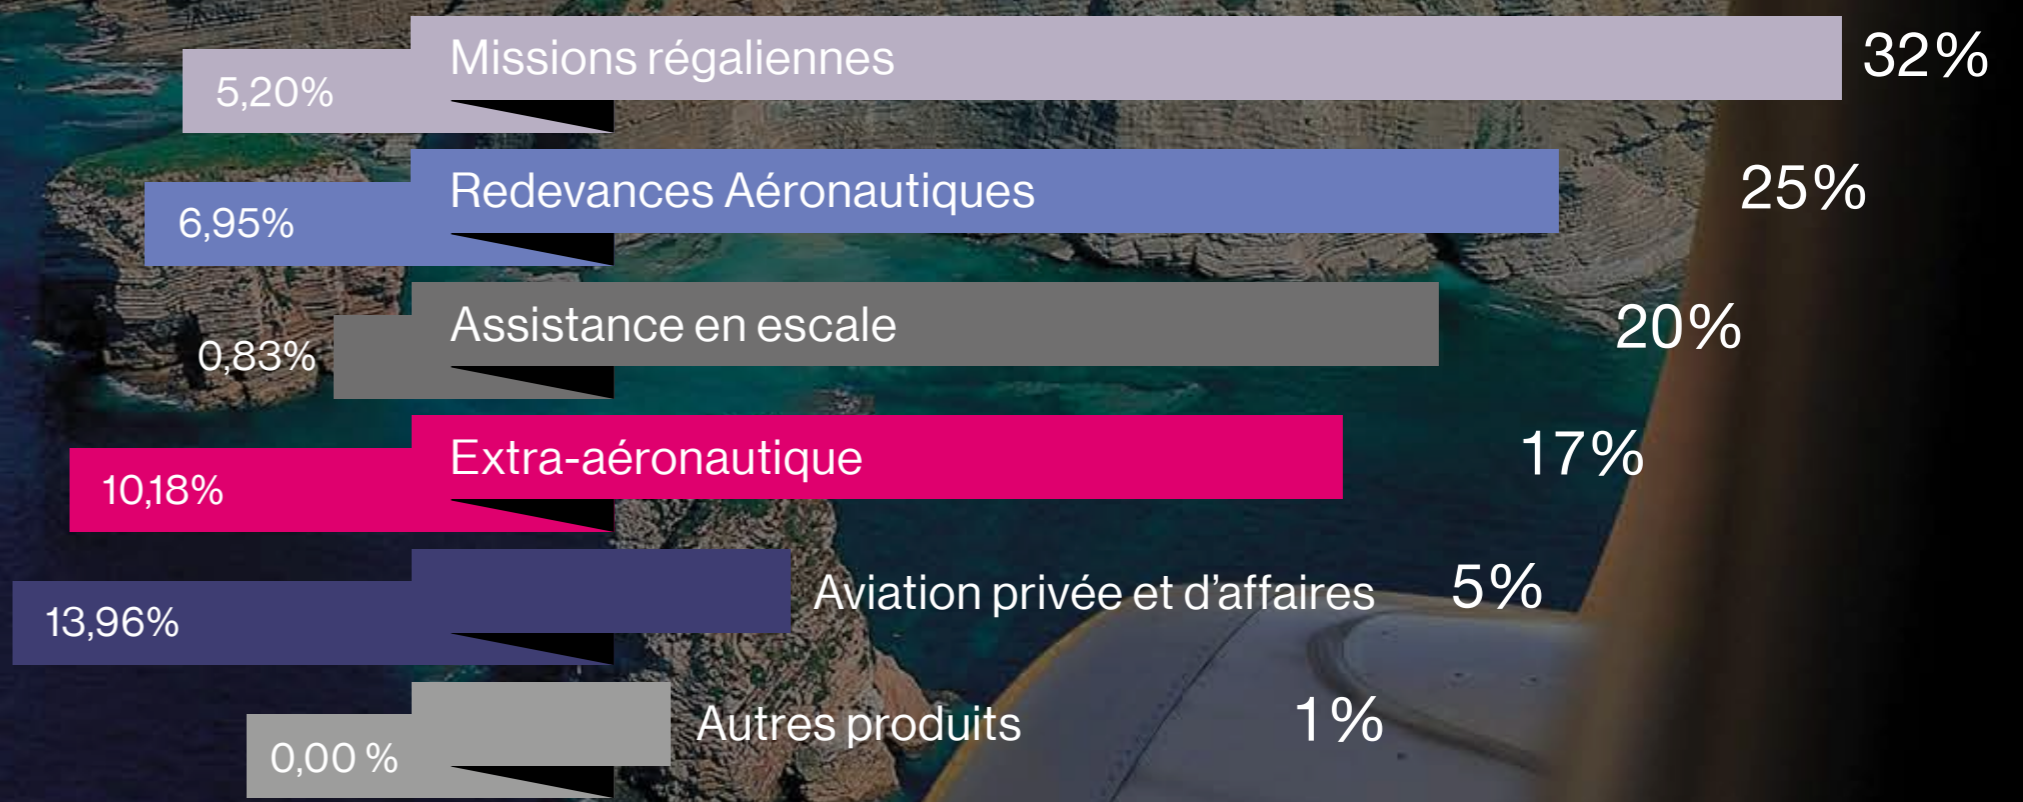 Missions régaliennes 32%
5,20%
Redevances Aéronautiques 25%
6,95%
Assistance en escale 20%
0,83%
Extra-aéronautique 17%
10,18%
Aviation privée et d’affaires 5%
13,96%
Autres produits 1%
0,00 %